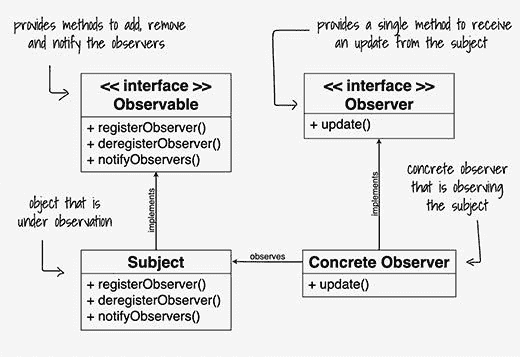 provides methods to add, remove
and notify the observers
provides a single method to receive
an update from the subject
<< interface >>
Observable
+ registerObserver()
+ deregisterObserver()
+ notifyObservers()
<< interface >>
Observer
+ update()
implements
implements
concrete observer
that is observing
the subject
object that is
under observation
Subject
+ registerObserver()
+ deregisterObserver()
+ notifyObservers()
observes
Concrete Observer
+ update()